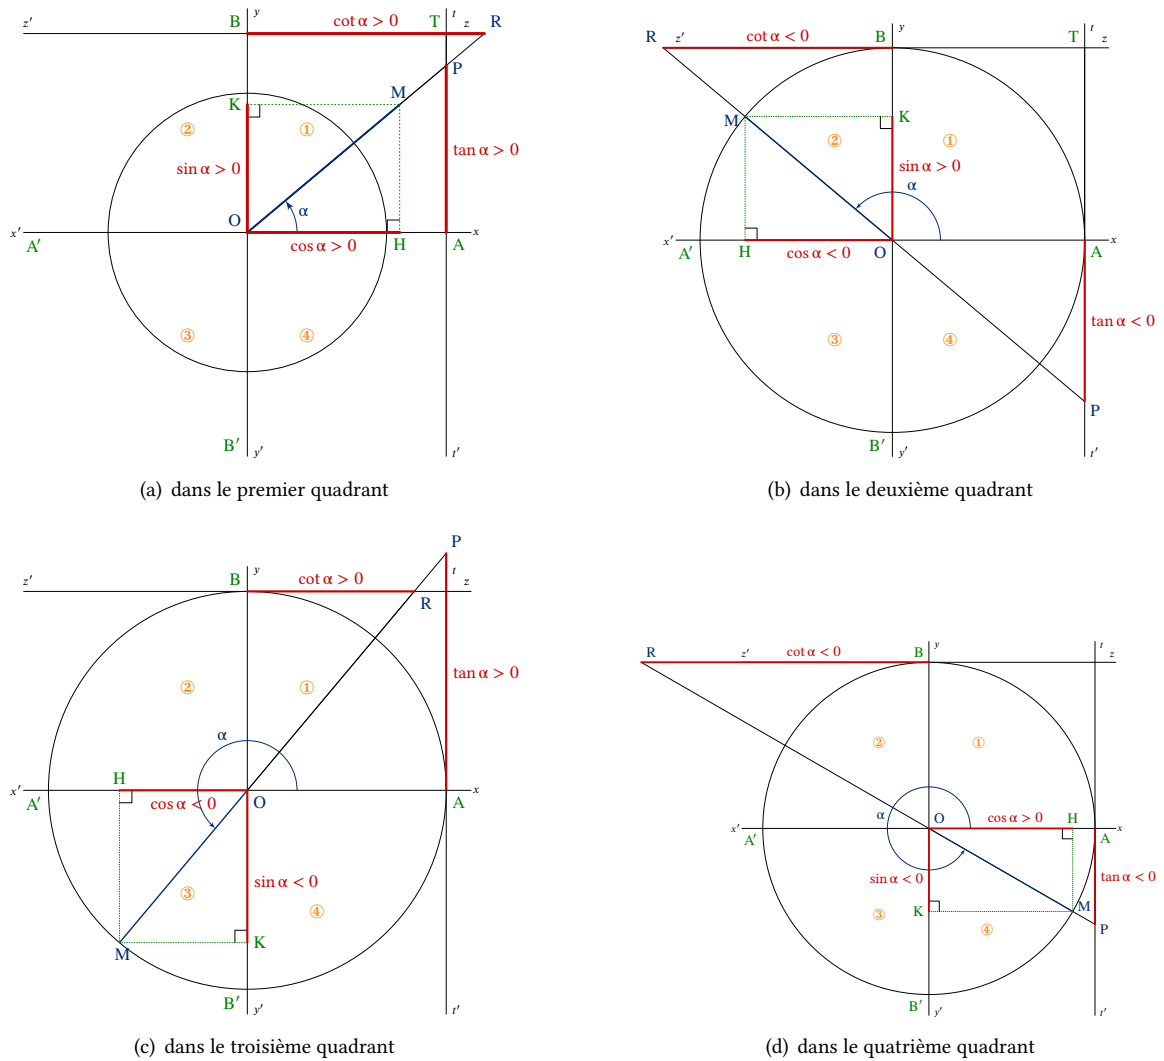 z′ B y cot α > 0 T t z R
P
M
K
② ①
sin α > 0 tan α > 0
O α
x′ A′ cos α > 0 H A x
③ ④
B′ y′ t′
(a) dans le premier quadrant
R z′ cot α < 0 B y T t z
M K
② ①
sin α > 0
α
x′ A′ H cos α < 0 O A x
③ ④ tan α < 0
P
B′ y′ t′
(b) dans le deuxième quadrant
P
z′ B y cot α > 0 t z
R
② ① tan α > 0
α
H
x′ A′ cos α < 0 O A x
③ sin α < 0
④
M K
B′ y′ t′
(c) dans le troisième quadrant
R z′ cot α < 0 B y t z
② ①
α O cos α > 0 H
x′ A′ A x
sin α < 0 tan α < 0
③ K M
④ P
B′ y′ t′
(d) dans le quatrième quadrant